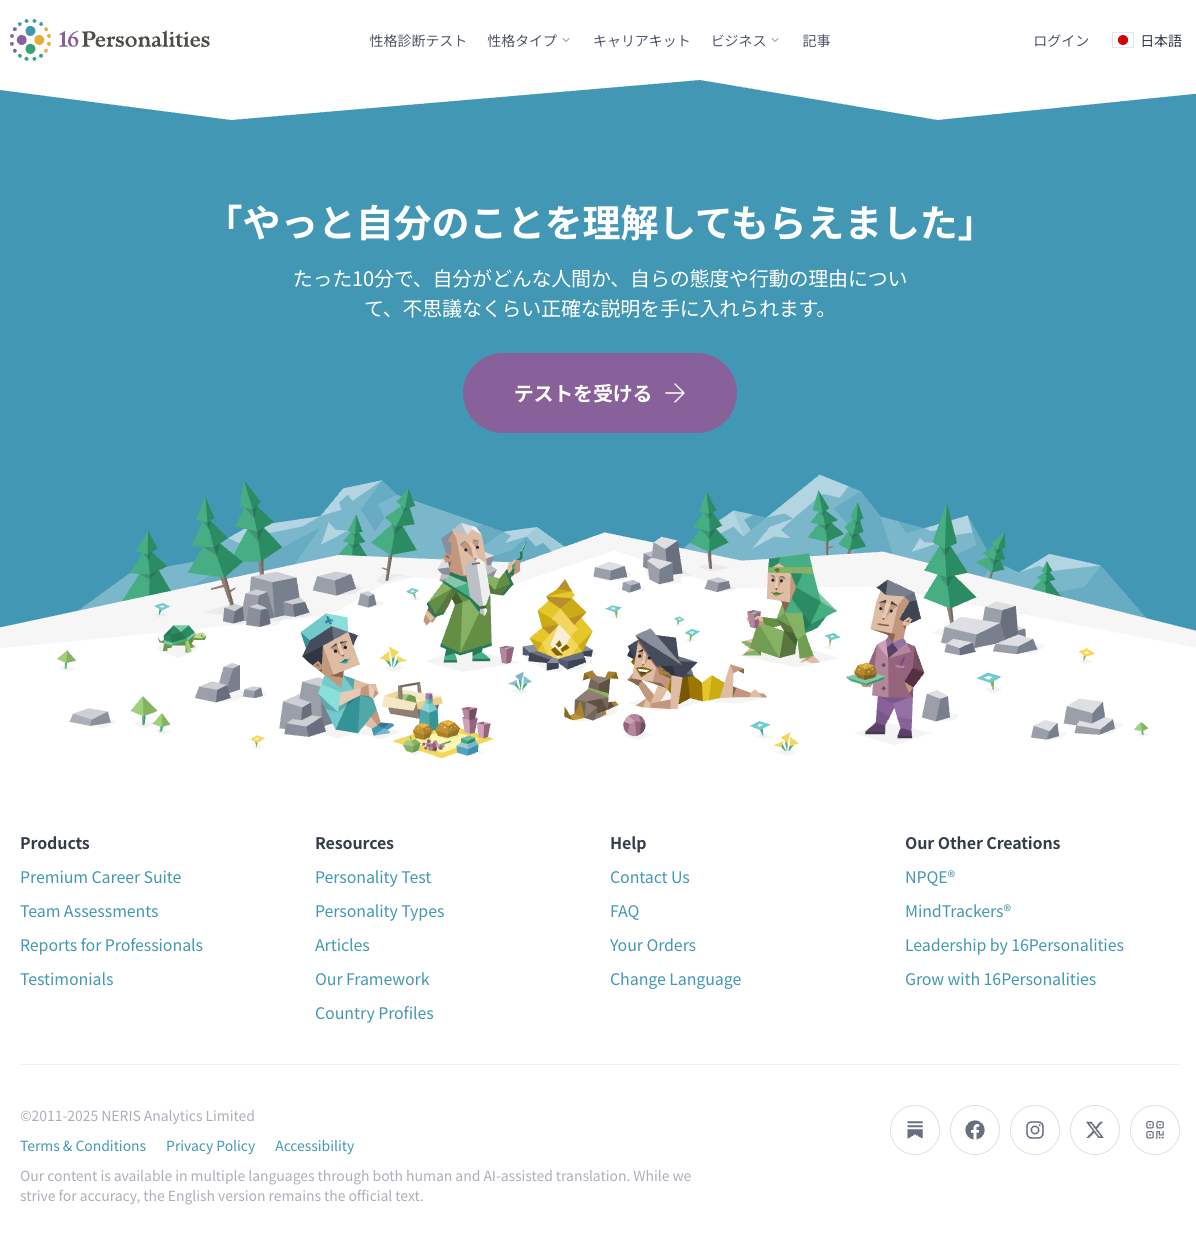 16Personalities
性格診断テスト 性格タイプ キャリアキット ビジネス 記事
ログイン 日本語
「やっと自分のことを理解してもらえました」
たった10分で、自分がどんな人間か、自らの態度や行動の理由につい
て、不思議なくらい正確な説明を手に入れられます。
テストを受ける →
Products
Premium Career Suite
Team Assessments
Reports for Professionals
Testimonials
Resources
Personality Test
Personality Types
Articles
Our Framework
Country Profiles
Help
Contact Us
FAQ
Your Orders
Change Language
Our Other Creations
NPQE®
MindTrackers®
Leadership by 16Personalities
Grow with 16Personalities
©2011-2025 NERIS Analytics Limited
Terms & Conditions Privacy Policy Accessibility
Our content is available in multiple languages through both human and AI-assisted translation. While we
strive for accuracy, the English version remains the official text.